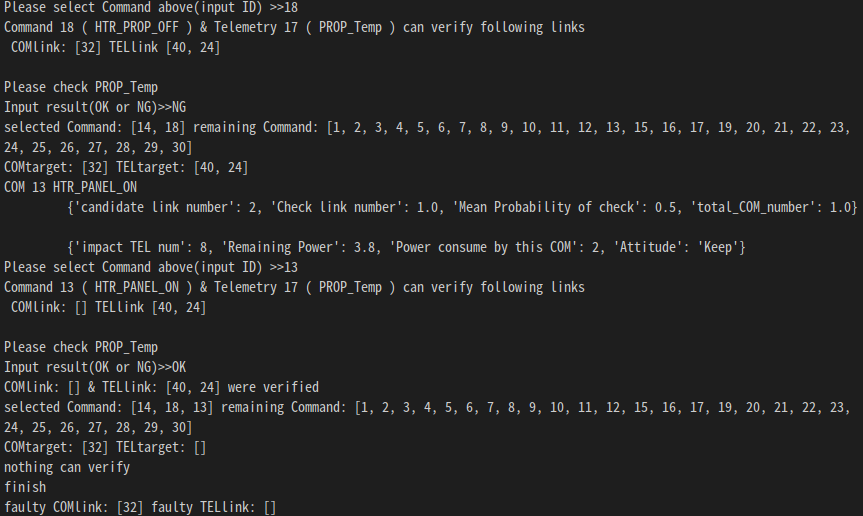 Please select Command above(input ID) >>18
Command 18 ( HTR_PROP_OFF ) & Telemetry 17 ( PROP_Temp ) can verify following links
COMlink: [32] TELlink [40, 24]
Please check PROP_Temp
Input result(OK or NG)>>NG
selected Command: [14, 18] remaining Command: [1, 2, 3, 4, 5, 6, 7, 8, 9, 10, 11, 12, 13, 15, 16, 17, 19, 20, 21, 22, 23,
24, 25, 26, 27, 28, 29, 30]
COMtarget: [32] TELtarget: [40, 24]
COM 13 HTR_PANEL_ON
{'candidate link number': 2, 'Check link number': 1.0, 'Mean Probability of check': 0.5, 'total_COM_number': 1.0}
{'impact TEL num': 8, 'Remaining Power': 3.8, 'Power consume by this COM': 2, 'Attitude': 'Keep'}
Please select Command above(input ID) >>13
Command 13 ( HTR_PANEL_ON ) & Telemetry 17 ( PROP_Temp ) can verify following links
COMlink: [] TELlink [40, 24]
Please check PROP_Temp
Input result(OK or NG)>>OK
COMlink: [] & TELlink: [40, 24] were verified
selected Command: [14, 18, 13] remaining Command: [1, 2, 3, 4, 5, 6, 7, 8, 9, 10, 11, 12, 15, 16, 17, 19, 20, 21, 22, 23,
24, 25, 26, 27, 28, 29, 30]
COMtarget: [32] TELtarget: []
nothing can verify
finish
faulty COMlink: [32] faulty TELlink: []